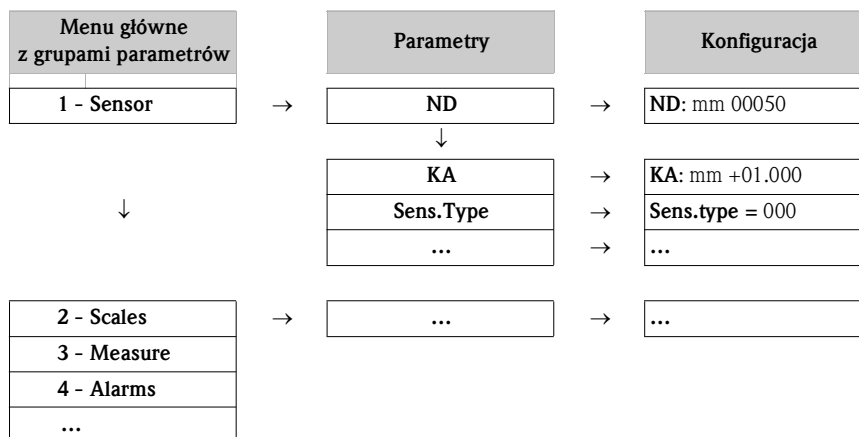 Menu główne
z grupami parametrów
Parametry
Konfiguracja
1 - Sensor → ND → ND: mm 00050
↓
KA → KA: mm +01.000
↓ Sens.Type → Sens.type = 000
... → ...
2 - Scales → ... → ...
3 - Measure
4 - Alarms
...